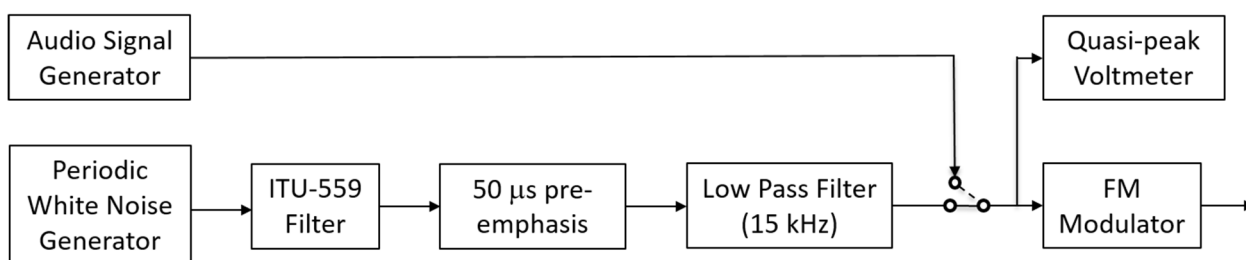 Audio Signal
Generator
Quasi-peak
Voltmeter
Periodic
White Noise
Generator
ITU-559
Filter
50 μs pre-
emphasis
Low Pass Filter
(15 kHz)
FM
Modulator